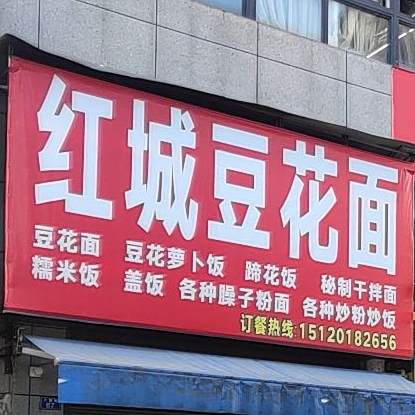 红城豆花面
豆花面 豆花萝卜饭 蹄花饭 秘制干拌面
糯米饭 盖饭 各种臊子粉面 各种炒粉炒饭
订餐热线:15120182656